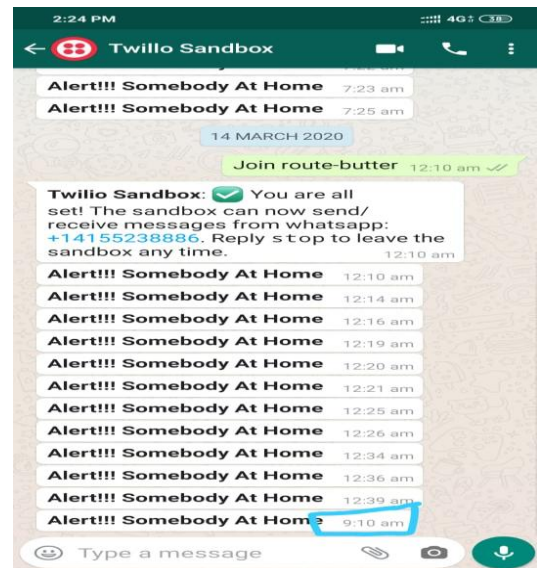 2:24 PM 4G 38
Twillo Sandbox
Alert!!! Somebody At Home 7:23 am
Alert!!! Somebody At Home 7:25 am
14 MARCH 2020
Join route-butter 12:10 am
Twilio Sandbox: ✅ You are all
set! The sandbox can now send/
receive messages from whatsapp:
+14155238886. Reply stop to leave the
sandbox any time. 12:10 am
Alert!!! Somebody At Home 12:10 am
Alert!!! Somebody At Home 12:14 am
Alert!!! Somebody At Home 12:16 am
Alert!!! Somebody At Home 12:19 am
Alert!!! Somebody At Home 12:20 am
Alert!!! Somebody At Home 12:21 am
Alert!!! Somebody At Home 12:25 am
Alert!!! Somebody At Home 12:26 am
Alert!!! Somebody At Home 12:34 am
Alert!!! Somebody At Home 12:36 am
Alert!!! Somebody At Home 12:39 am
Alert!!! Somebody At Home 9:10 am
Type a message